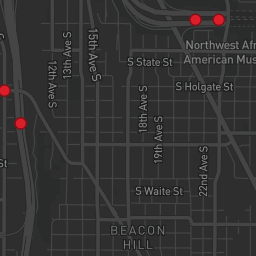 Northwest Afr
American Mus
S State St
S Holgate St
12th Ave S
13th Ave S
15th Ave S
18th Ave S
19th Ave S
22nd Ave S
St
S Waite St
BEACON
HILL